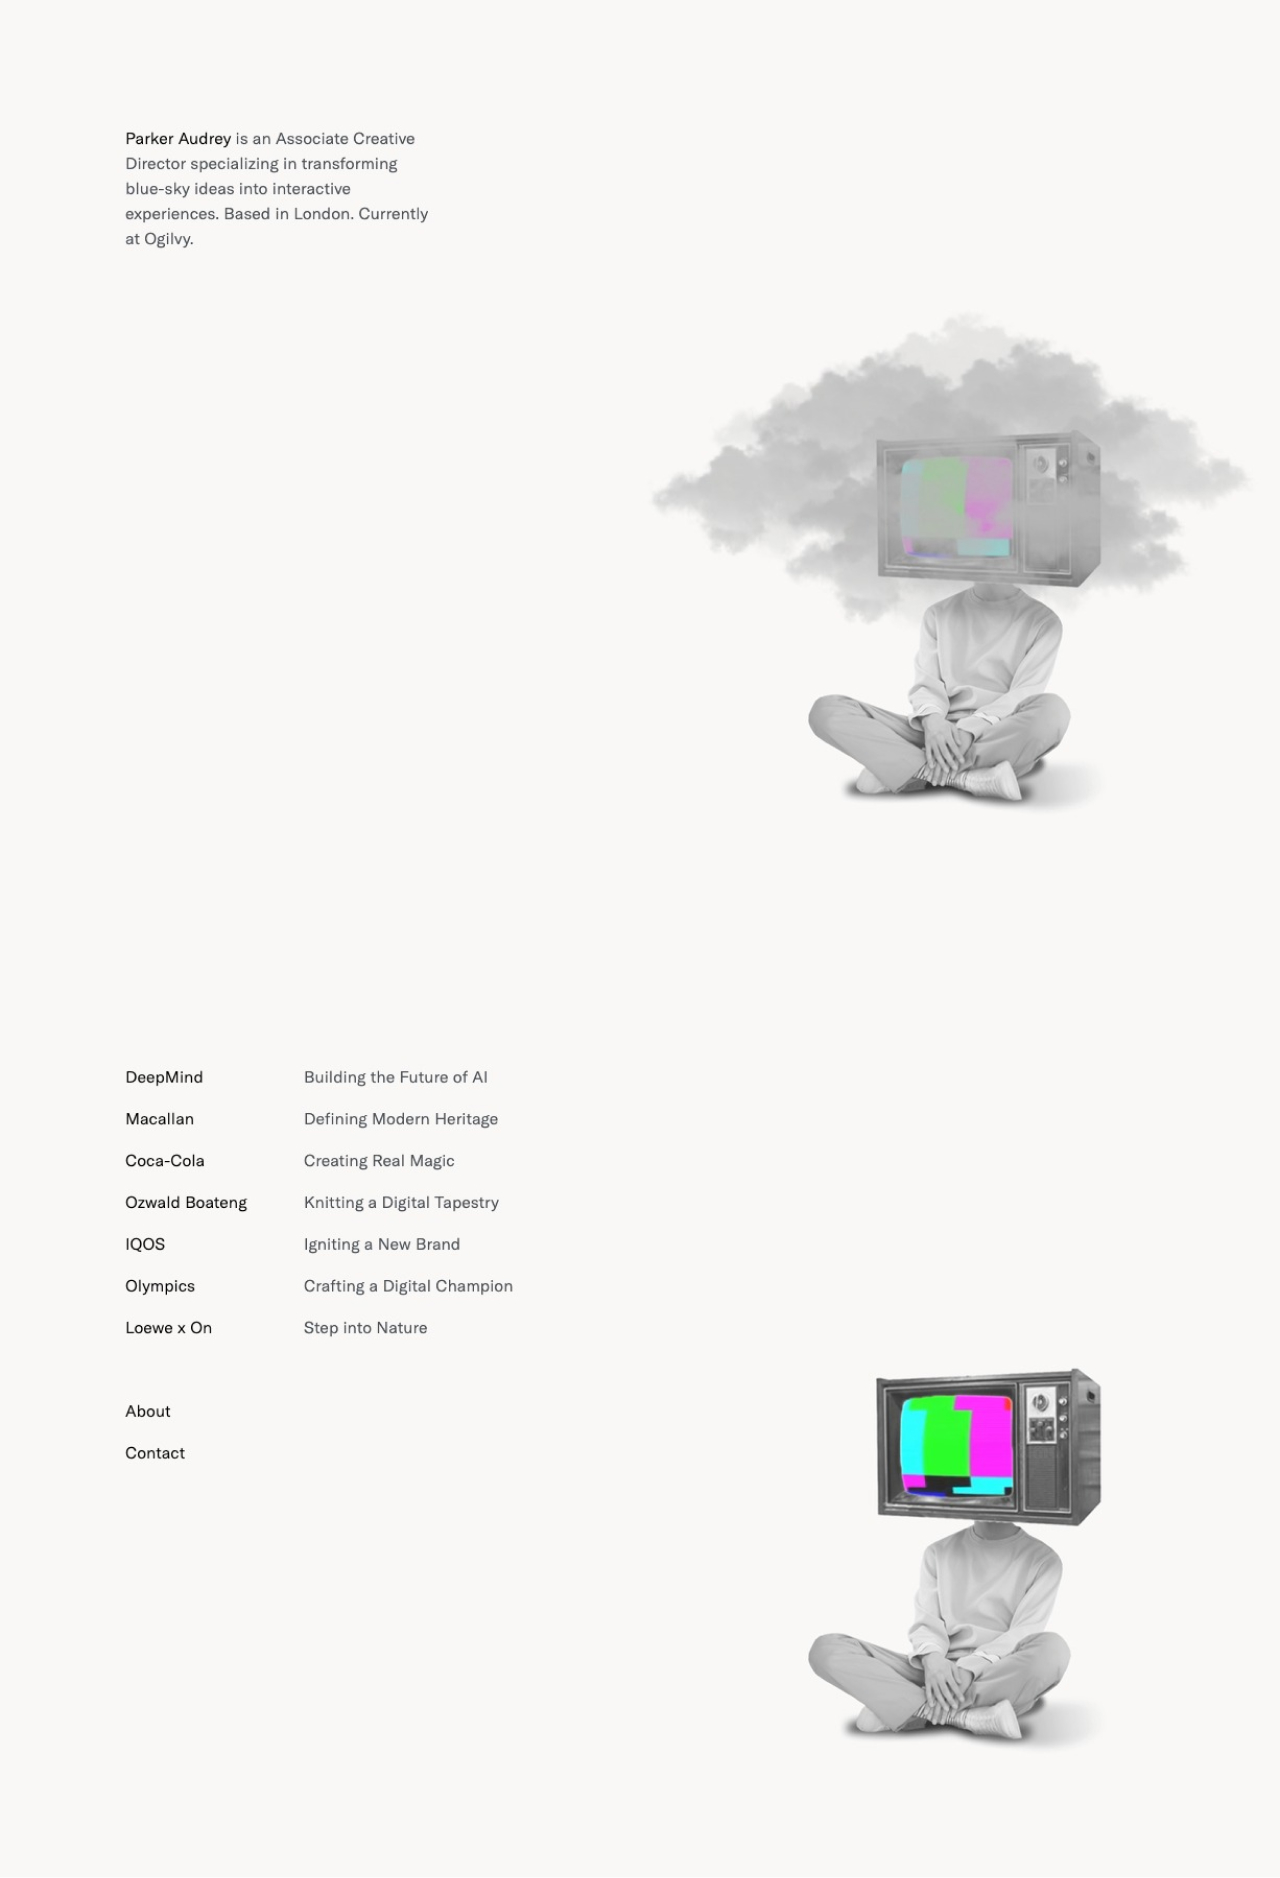 Parker Audrey is an Associate Creative
Director specializing in transforming
blue-sky ideas into interactive
experiences. Based in London. Currently
at Ogilvy.
DeepMind Building the Future of AI
Macallan Defining Modern Heritage
Coca-Cola Creating Real Magic
Ozwald Boateng Knitting a Digital Tapestry
IQOS Igniting a New Brand
Olympics Crafting a Digital Champion
Loewe x On Step into Nature
About
Contact